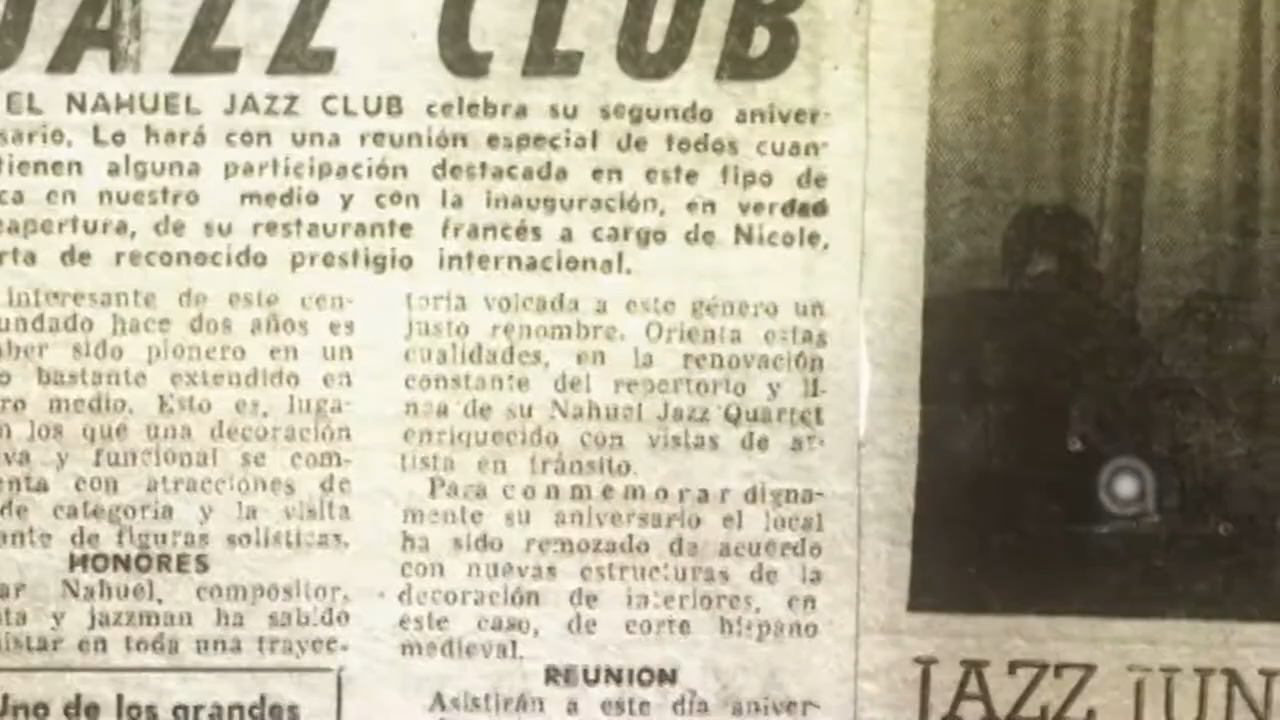 JAZZ CLUB
EL NAHUEL JAZZ CLUB celebra su segundo aniver-
sario. Lo hará con una reunión especial de todos cuan-
tienen alguna participación destacada en este tipo de
ca en nuestro medio y con la inauguración, en verdad
eapertura, de su restaurante francés a cargo de Nicole,
rta de reconocido prestigio internacional.
interesante de este cen-
undado hace dos años es
aber sido pionero en un
o bastante extendido en
ro medio. Esto es, luga-
n los que una decoración
iva y funcional se com-
enta con atracciones de
de categoría y la visita
ante de figuras solísticas.
HONORES
ar Nahuel, compositor,
ta y jazzman ha sabido
istar en toda una trayec-
Uno de los grandes
toria volcada a este género un
justo renombre. Orienta estas
cualidades, en la renovación
constante del repertorio y lí-
nea de su Nahuel Jazz Quartet
enriquecido con vistas de ar-
tista en tránsito.
Para conmemorar digna-
mente su aniversario el local
ha sido remozado de acuerdo
con nuevas estructuras de la
decoración de interiores, en
este caso, de corte hispano
medieval.
REUNION
Asistirán a este día aniver-
JAZZ JUN